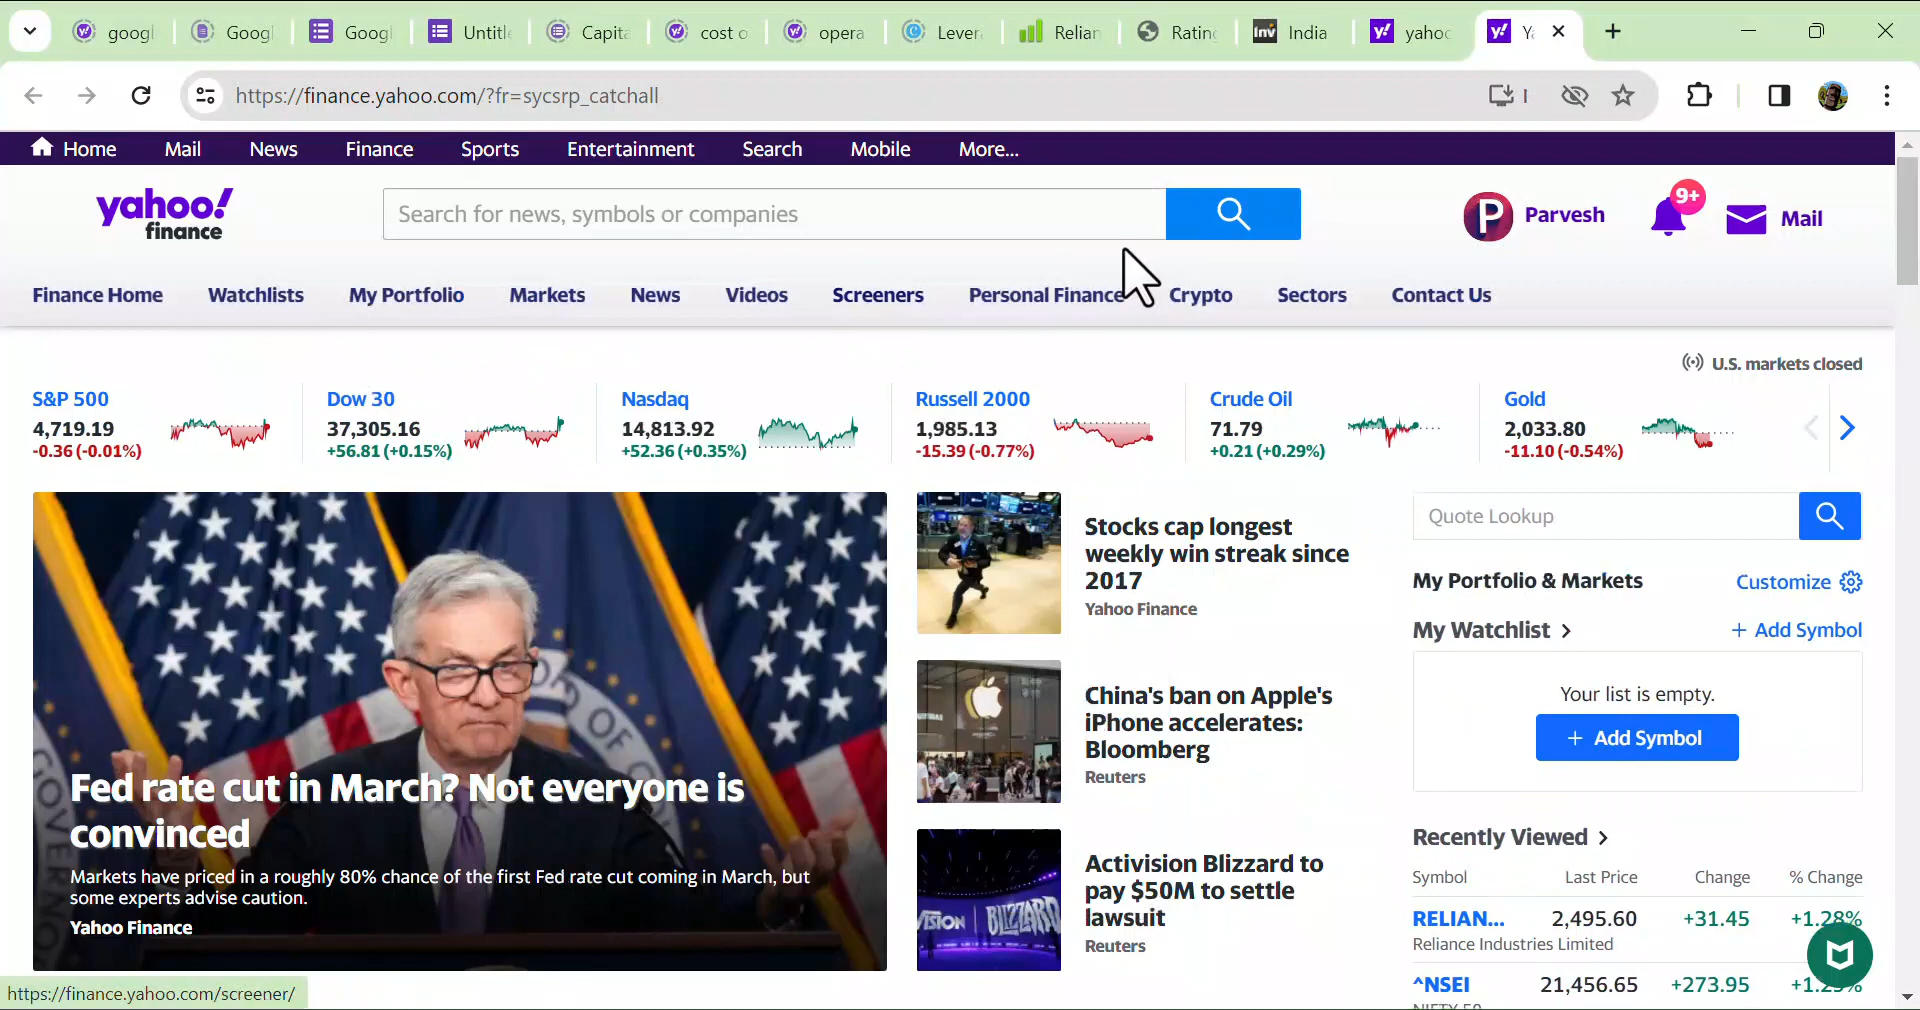 googl
Googl
Googl
Untitl
Capita
cost o
opera
Lever
Relian
Rating
India
yahoo
Y
https://finance.yahoo.com/?fr=sycsrp_catchall
Home Mail News Finance Sports Entertainment Search Mobile More...
yahoo!
finance
Search for news, symbols or companies
P Parvesh 9+ Mail
Finance Home Watchlists My Portfolio Markets News Videos Screeners Personal Finance Crypto Sectors Contact Us
U.S. markets closed
S&P 500
4,719.19
-0.36 (-0.01%)
Dow 30
37,305.16
+56.81 (+0.15%)
Nasdaq
14,813.92
+52.36 (+0.35%)
Russell 2000
1,985.13
-15.39 (-0.77%)
Crude Oil
71.79
+0.21 (+0.29%)
Gold
2,033.80
-11.10 (-0.54%)
Fed rate cut in March? Not everyone is
convinced
Markets have priced in a roughly 80% chance of the first Fed rate cut coming in March, but
some experts advise caution.
Yahoo Finance
Stocks cap longest
weekly win streak since
2017
Yahoo Finance
China's ban on Apple's
iPhone accelerates:
Bloomberg
Reuters
VISION BLIZZARD
Activision Blizzard to
pay $50M to settle
lawsuit
Reuters
Quote Lookup
My Portfolio & Markets Customize
My Watchlist > + Add Symbol
Your list is empty.
+ Add Symbol
Recently Viewed >
Symbol Last Price Change % Change
RELIAN... 2,495.60 +31.45 +1.28%
Reliance Industries Limited
^NSEI 21,456.65 +273.95
NIFTY 50
https://finance.yahoo.com/screener/